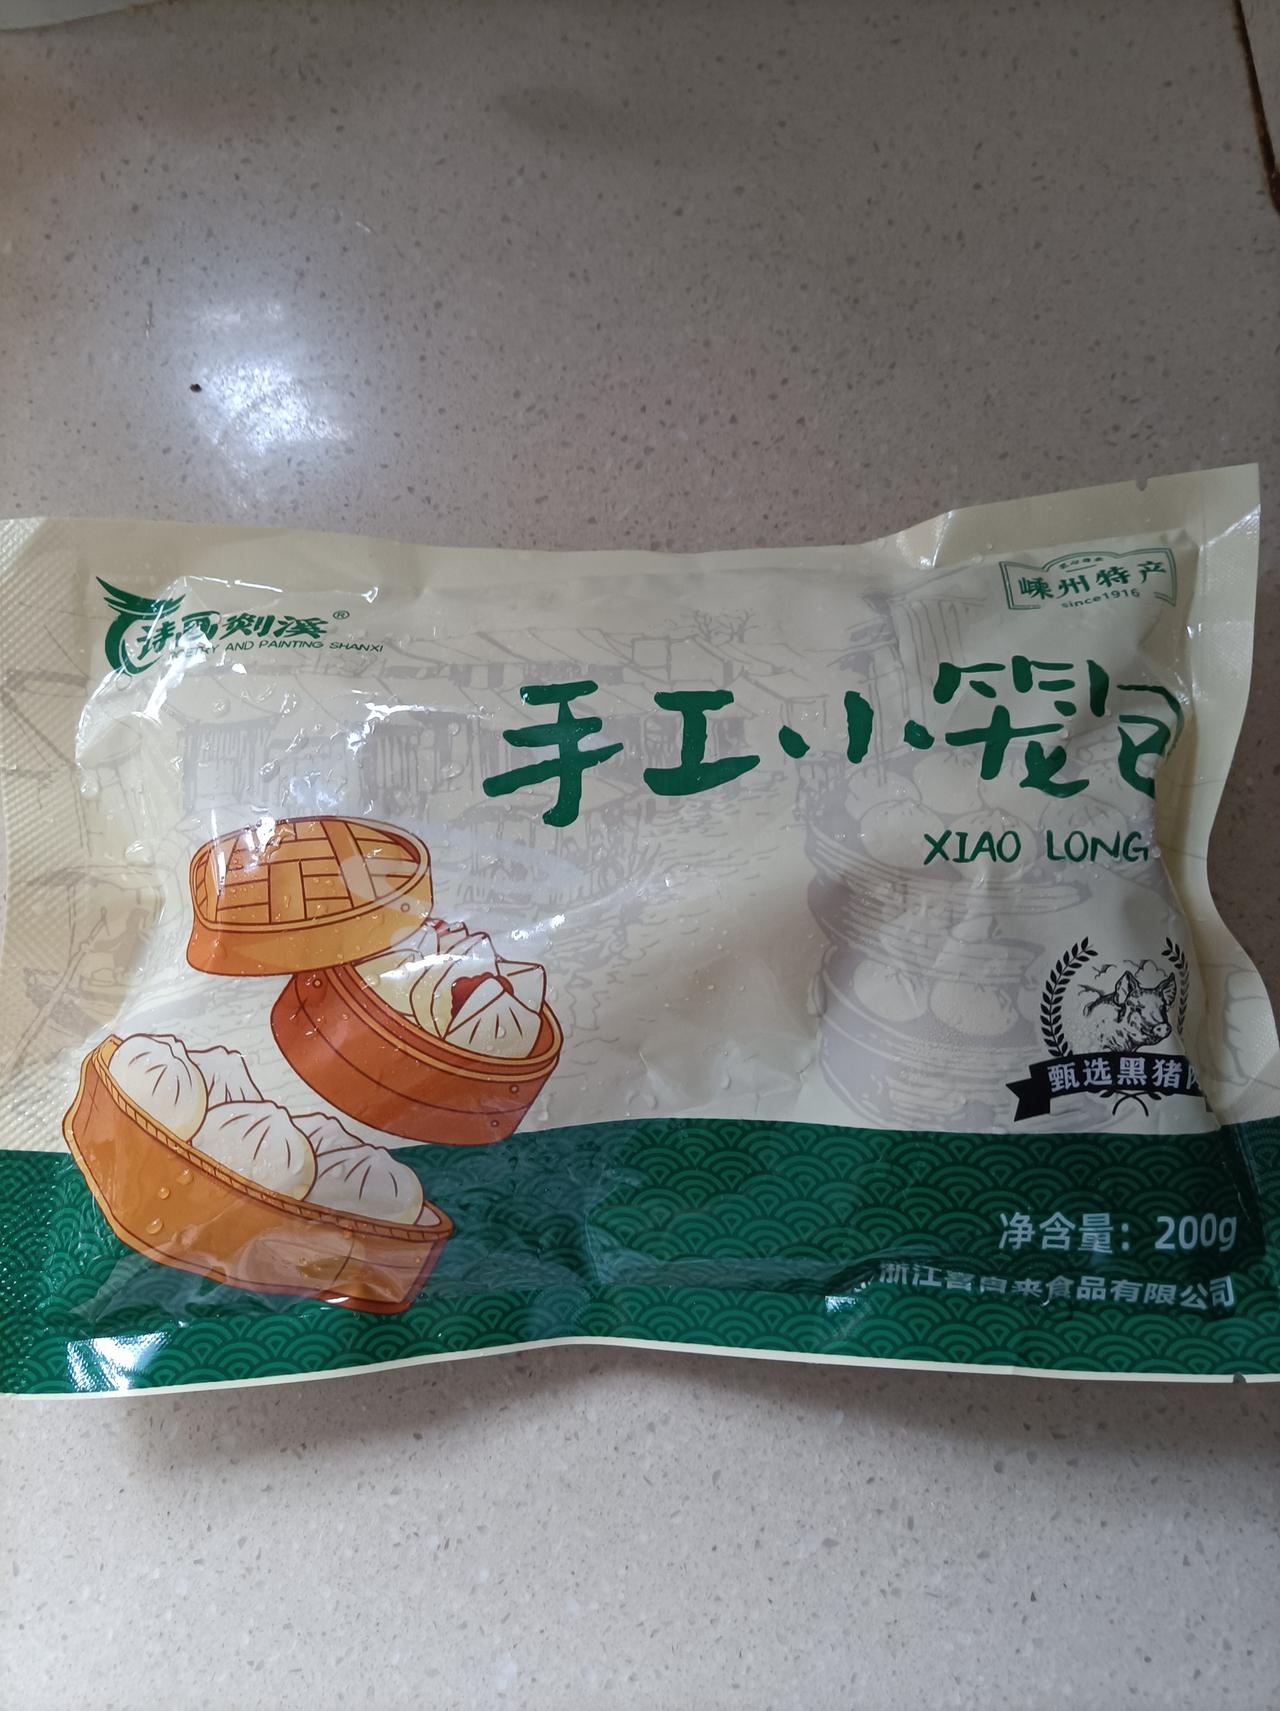 诗画剡溪®
POETRY AND PAINTING SHANXI
嵊州特产
since1916
手工小笼包
XIAO LONG
甄选黑猪肉
净含量：200g
浙江喜自来食品有限公司